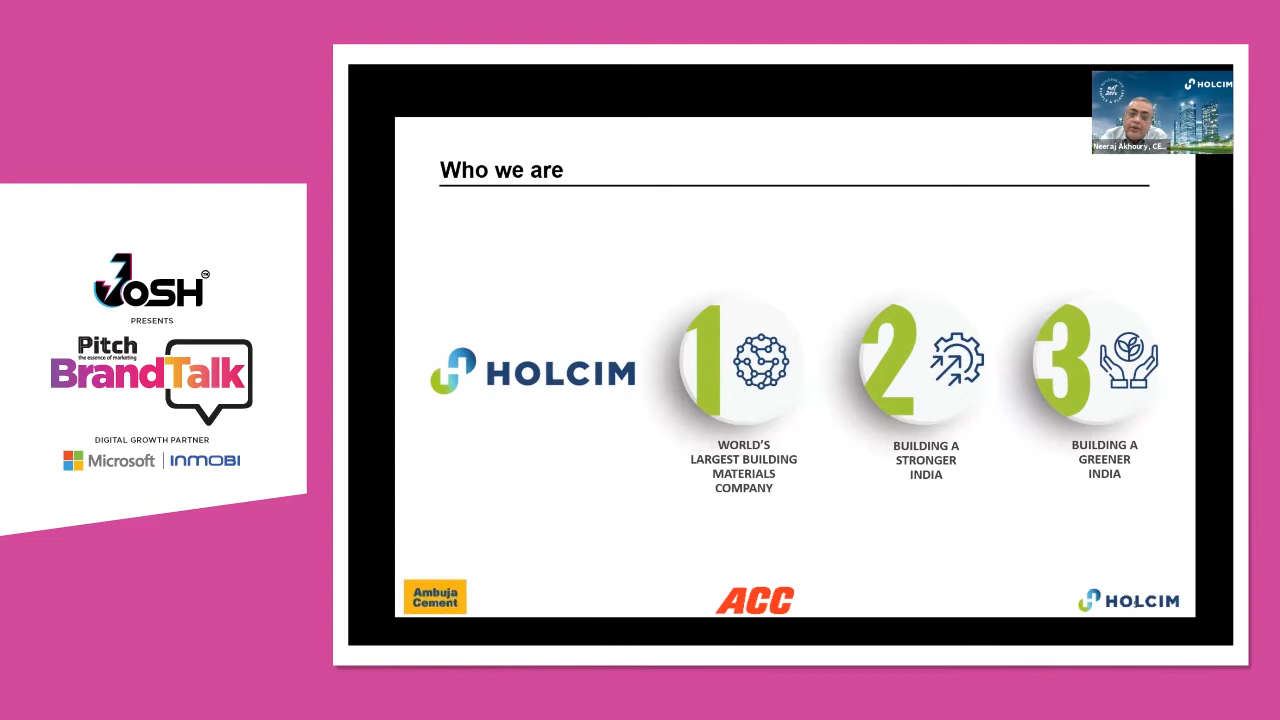 JOSH
TM
PRESENTS
Pitch
the essence of marketing
BrandTalk
DIGITAL GROWTH PARTNER
Microsoft | INMOBI
HOLCIM
Neeraj Akhoury, CE...
Who we are
HOLCIM
1
2
3
WORLD'S
LARGEST BUILDING
MATERIALS
COMPANY
BUILDING A
STRONGER
INDIA
BUILDING A
GREENER
INDIA
Ambuja
Cement
ACC
HOLCIM